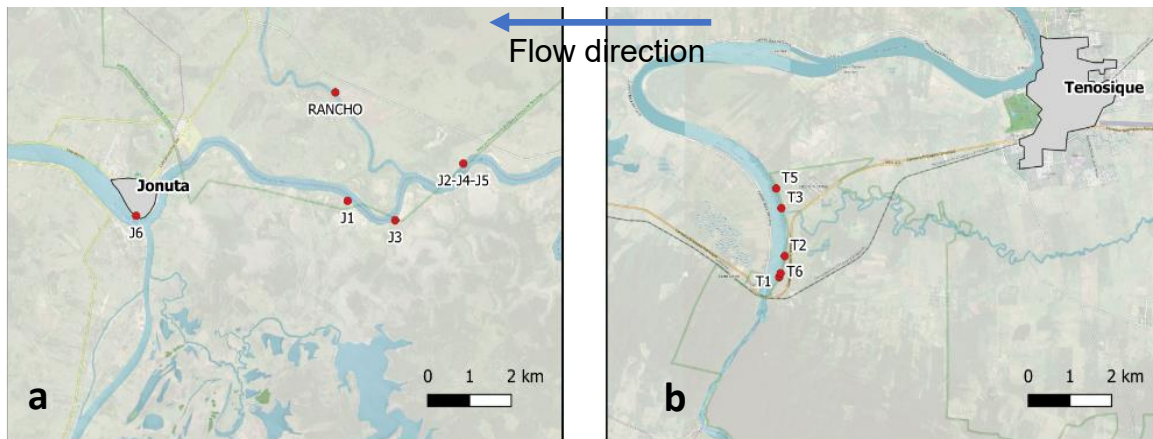 Flow direction
RANCHO
Jonuta
J2-J4-J5
J1
J3
J6
0 1 2 km
a
Tenosique
T5
T3
T2
T6
T1
0 1 2 km
b